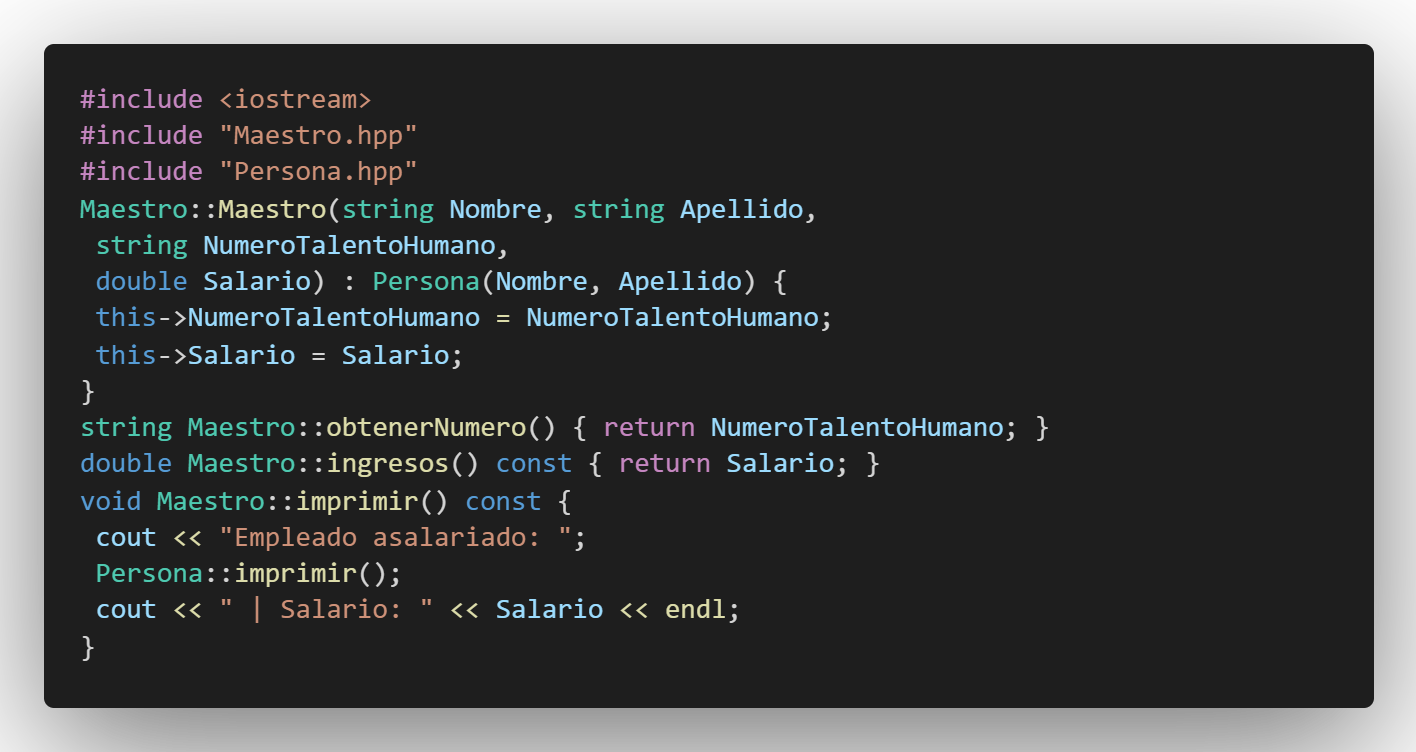 #include <iostream>
#include "Maestro.hpp"
#include "Persona.hpp"
Maestro::Maestro(string Nombre, string Apellido,
 string NumeroTalentoHumano,
 double Salario) : Persona(Nombre, Apellido) {
 this->NumeroTalentoHumano = NumeroTalentoHumano;
 this->Salario = Salario;
}
string Maestro::obtenerNumero() { return NumeroTalentoHumano; }
double Maestro::ingresos() const { return Salario; }
void Maestro::imprimir() const {
 cout << "Empleado asalariado: ";
 Persona::imprimir();
 cout << " | Salario: " << Salario << endl;
}